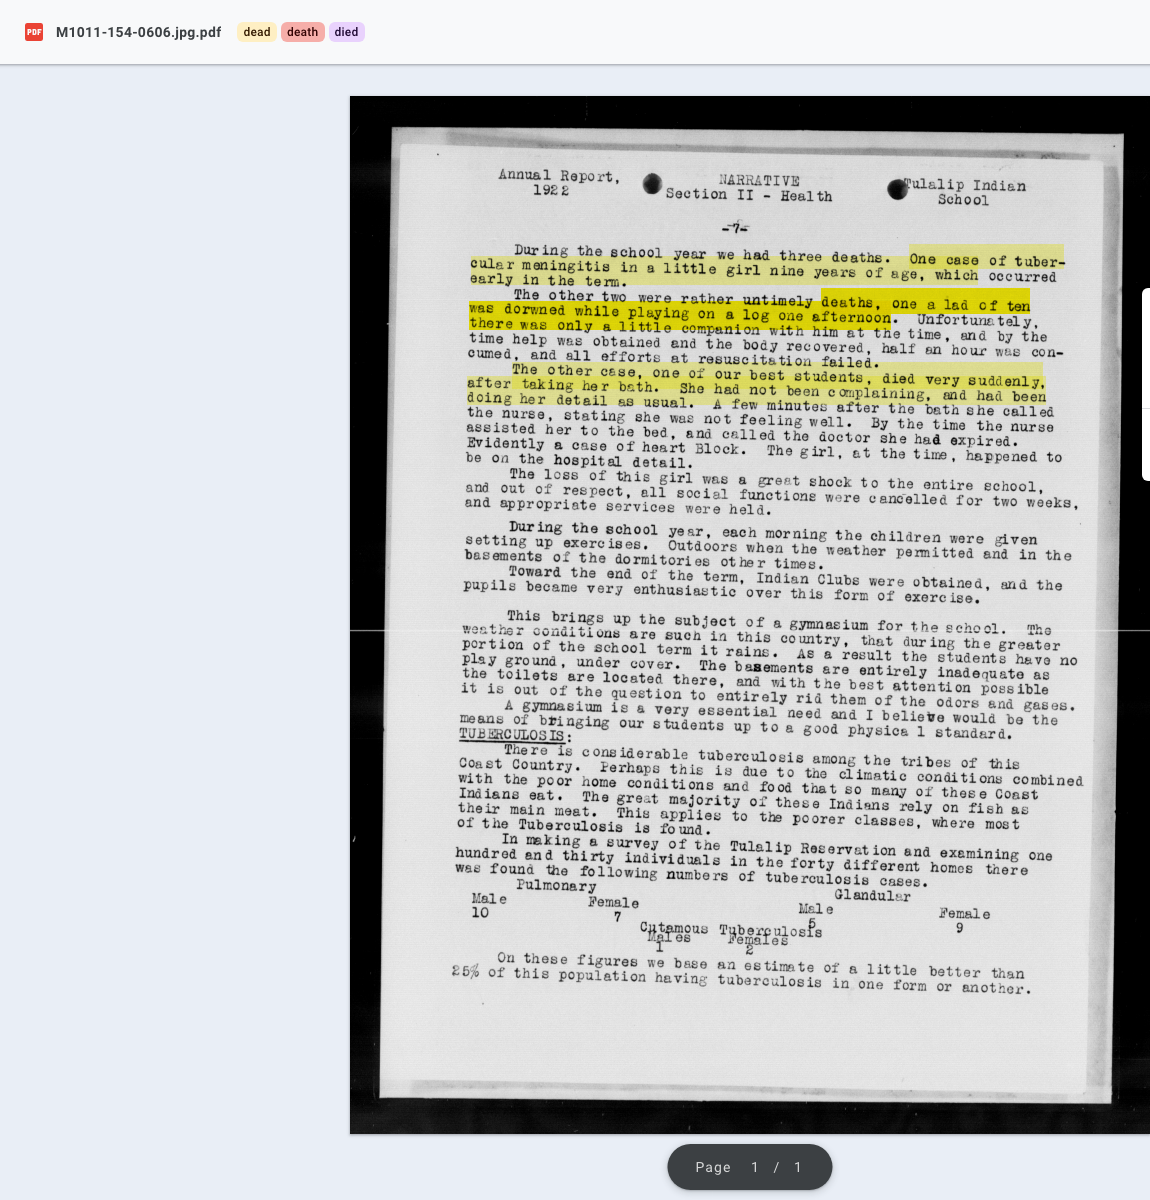 PDF M1011-154-0606.jpg.pdf dead death died
Annual Report, NARRATIVE Tulalip Indian
1922 Section II - Health School
-7-
During the school year we had three deaths. One case of tuber-
cular meningitis in a little girl nine years of age, which occurred
early in the term.
The other two were rather untimely deaths, one a lad of ten
was dorwned while playing on a log one afternoon. Unfortunately,
there was only a little companion with him at the time, and by the
time help was obtained and the body recovered, half an hour was con-
cumed, and all efforts at resuscitation failed.
The other case, one of our best students, died very suddenly,
after taking her bath. She had not been complaining, and had been
doing her detail as usual. A few minutes after the bath she called
the nurse, stating she was not feeling well. By the time the nurse
assisted her to the bed, and called the doctor she had expired.
Evidently a case of heart Block. The girl, at the time, happened to
be on the hospital detail.
The loss of this girl was a great shock to the entire school,
and out of respect, all social functions were cancelled for two weeks,
and appropriate services were held.
During the school year, each morning the children were given
setting up exercises. Outdoors when the weather permitted and in the
basements of the dormitories other times.
Toward the end of the term, Indian Clubs were obtained, and the
pupils became very enthusiastic over this form of exercise.
This brings up the subject of a gymnasium for the school. The
weather conditions are such in this country, that during the greater
portion of the school term it rains. As a result the students have no
play ground, under cover. The basements are entirely inadequate as
the toilets are located there, and with the best attention possible
it is out of the question to entirely rid them of the odors and gases.
A gymnasium is a very essential need and I believe would be the
means of bringing our students up to a good physica l standard.
TUBERCULOSIS:
There is considerable tuberculosis among the tribes of this
Coast Country. Perhaps this is due to the climatic conditions combined
with the poor home conditions and food that so many of these Coast
Indians eat. The great majority of these Indians rely on fish as
their main meat. This applies to the poorer classes, where most
of the Tuberculosis is found.
In making a survey of the Tulalip Reservation and examining one
hundred and thirty individuals in the forty different homes there
was found the following numbers of tuberculosis cases.
Pulmonary Glandular
Male Female Male Female
10 7 5 9
Cutamous Tuberculosis
Males Females
1 2
On these figures we base an estimate of a little better than
25% of this population having tuberculosis in one form or another.
Page 1 / 1